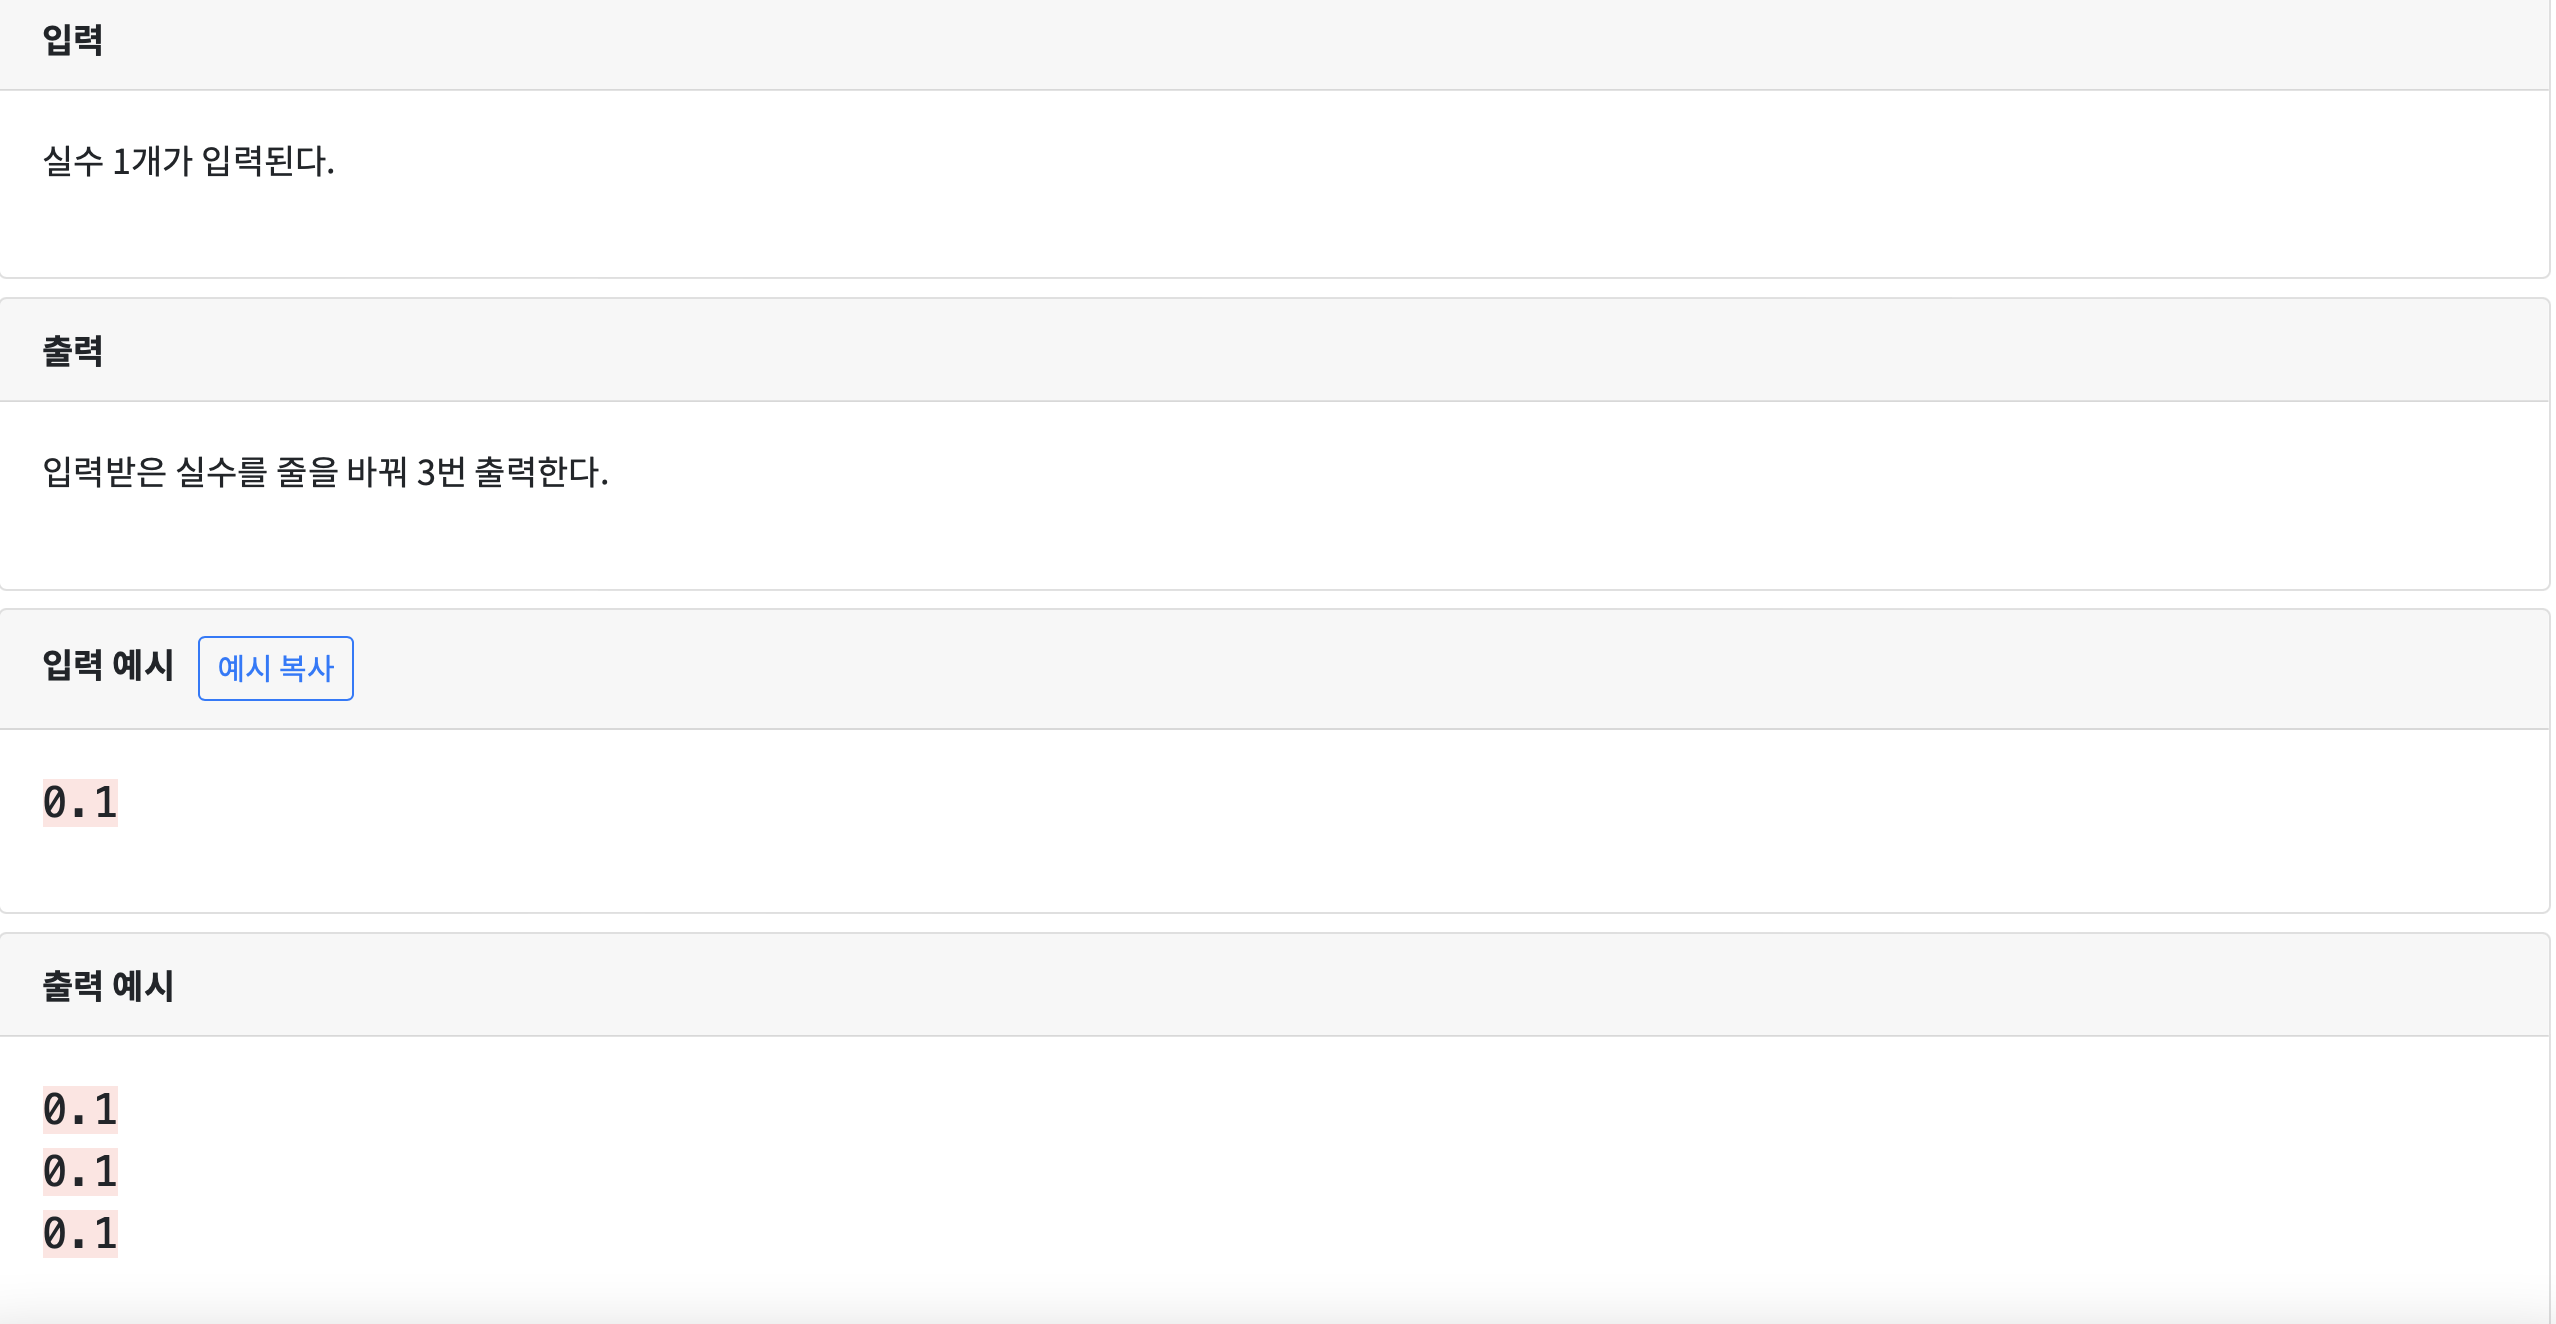 입력
실수 1개가 입력된다.
출력
입력받은 실수를 줄을 바꿔 3번 출력한다.
입력 예시 예시 복사
0.1
출력 예시
0.1
0.1
0.1